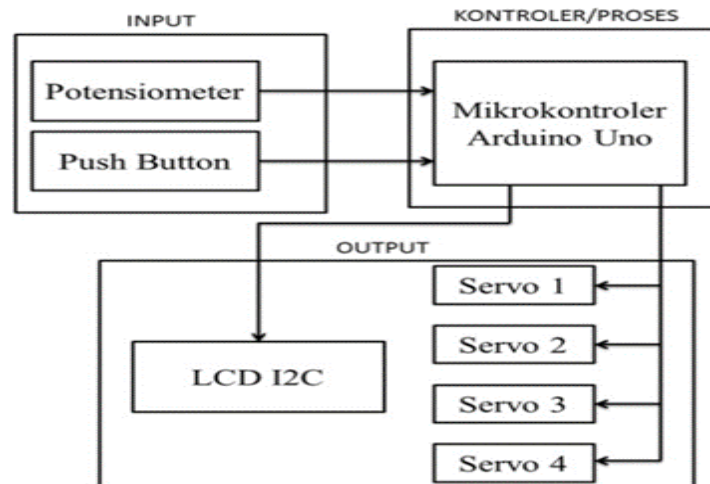 INPUT
KONTROLER/PROSES
Potensiometer
Push Button
Mikrokontroler
Arduino Uno
OUTPUT
LCD I2C
Servo 1
Servo 2
Servo 3
Servo 4